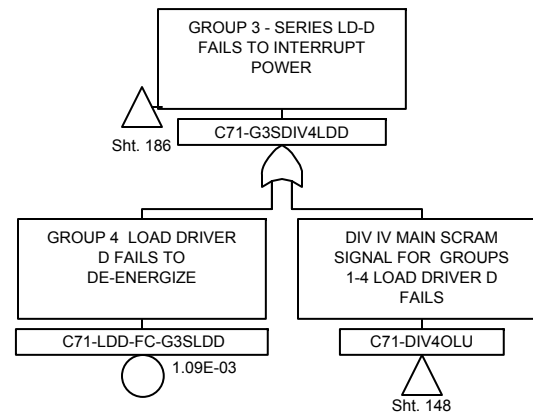 GROUP 3 - SERIES LD-D
FAILS TO INTERRUPT
POWER
Sht. 186
C71-G3SDIV4LDD
GROUP 4 LOAD DRIVER
D FAILS TO
DE-ENERGIZE
C71-LDD-FC-G3SLDD
1.09E-03
DIV IV MAIN SCRAM
SIGNAL FOR GROUPS
1-4 LOAD DRIVER D
FAILS
C71-DIV4OLU
Sht. 148